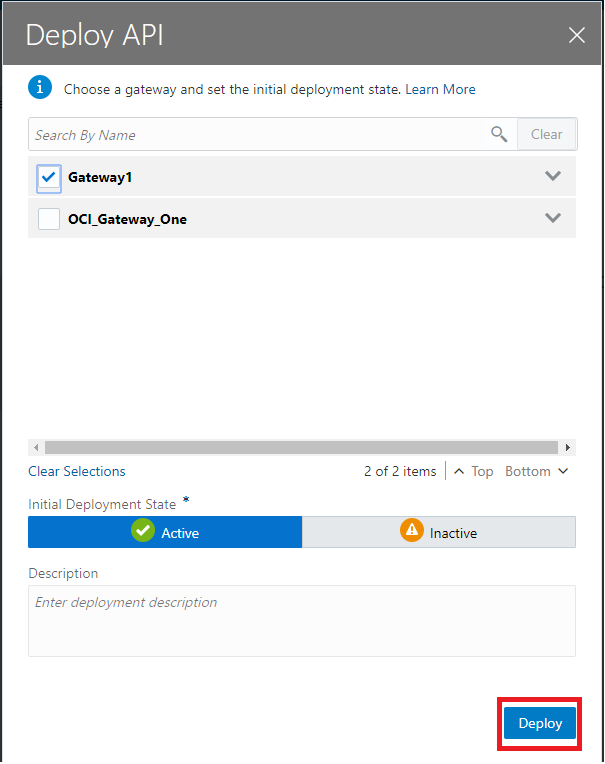 Deploy API
Choose a gateway and set the initial deployment state. Learn More
Search By Name Clear
Gateway1
OCI_Gateway_One
Clear Selections 2 of 2 items Top Bottom
Initial Deployment State *
Active Inactive
Description
Enter deployment description
Deploy